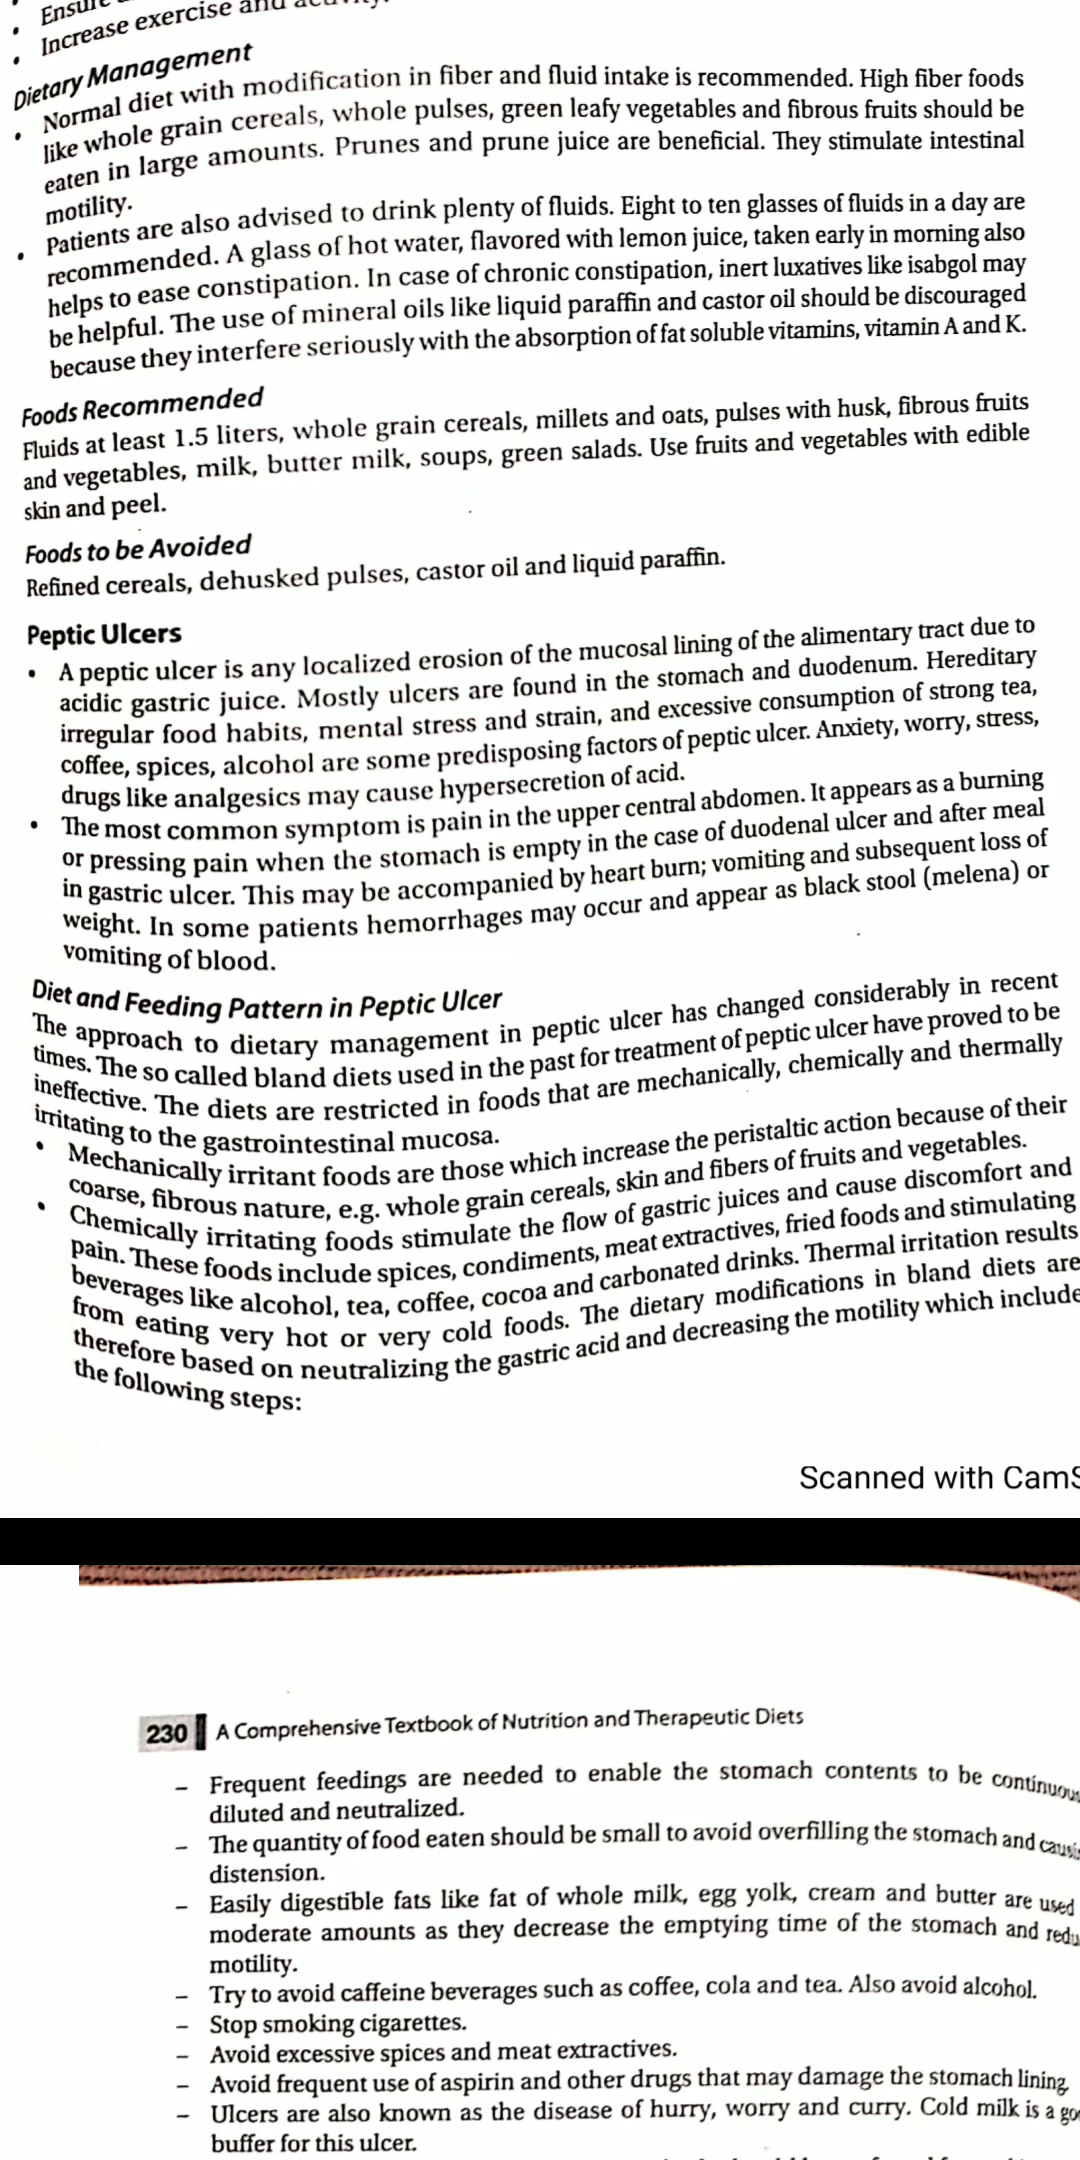 • Ensure
• Increase exercise and activity.
Dietary Management
• Normal diet with modification in fiber and fluid intake is recommended. High fiber foods
like whole grain cereals, whole pulses, green leafy vegetables and fibrous fruits should be
eaten in large amounts. Prunes and prune juice are beneficial. They stimulate intestinal
motility.
• Patients are also advised to drink plenty of fluids. Eight to ten glasses of fluids in a day are
recommended. A glass of hot water, flavored with lemon juice, taken early in morning also
helps to ease constipation. In case of chronic constipation, inert luxatives like isabgol may
be helpful. The use of mineral oils like liquid paraffin and castor oil should be discouraged
because they interfere seriously with the absorption of fat soluble vitamins, vitamin A and K.
Foods Recommended
Fluids at least 1.5 liters, whole grain cereals, millets and oats, pulses with husk, fibrous fruits
and vegetables, milk, butter milk, soups, green salads. Use fruits and vegetables with edible
skin and peel.
Foods to be Avoided
Refined cereals, dehusked pulses, castor oil and liquid paraffin.
Peptic Ulcers
• A peptic ulcer is any localized erosion of the mucosal lining of the alimentary tract due to
acidic gastric juice. Mostly ulcers are found in the stomach and duodenum. Hereditary
irregular food habits, mental stress and strain, and excessive consumption of strong tea,
coffee, spices, alcohol are some predisposing factors of peptic ulcer. Anxiety, worry, stress,
drugs like analgesics may cause hypersecretion of acid.
• The most common symptom is pain in the upper central abdomen. It appears as a burning
or pressing pain when the stomach is empty in the case of duodenal ulcer and after meal
in gastric ulcer. This may be accompanied by heart burn; vomiting and subsequent loss of
weight. In some patients hemorrhages may occur and appear as black stool (melena) or
vomiting of blood.
Diet and Feeding Pattern in Peptic Ulcer
The approach to dietary management in peptic ulcer has changed considerably in recent
times. The so called bland diets used in the past for treatment of peptic ulcer have proved to be
ineffective. The diets are restricted in foods that are mechanically, chemically and thermally
irritating to the gastrointestinal mucosa.
• Mechanically irritant foods are those which increase the peristaltic action because of their
coarse, fibrous nature, e.g. whole grain cereals, skin and fibers of fruits and vegetables.
• Chemically irritating foods stimulate the flow of gastric juices and cause discomfort and
pain. These foods include spices, condiments, meat extractives, fried foods and stimulating
beverages like alcohol, tea, coffee, cocoa and carbonated drinks. Thermal irritation results
from eating very hot or very cold foods. The dietary modifications in bland diets are
therefore based on neutralizing the gastric acid and decreasing the motility which include
the following steps:
Scanned with CamS
230 A Comprehensive Textbook of Nutrition and Therapeutic Diets
– Frequent feedings are needed to enable the stomach contents to be continuous
diluted and neutralized.
– The quantity of food eaten should be small to avoid overfilling the stomach and causi
distension.
– Easily digestible fats like fat of whole milk, egg yolk, cream and butter are used
moderate amounts as they decrease the emptying time of the stomach and redu
motility.
– Try to avoid caffeine beverages such as coffee, cola and tea. Also avoid alcohol.
– Stop smoking cigarettes.
– Avoid excessive spices and meat extractives.
– Avoid frequent use of aspirin and other drugs that may damage the stomach lining
– Ulcers are also known as the disease of hurry, worry and curry. Cold milk is a go
buffer for this ulcer.